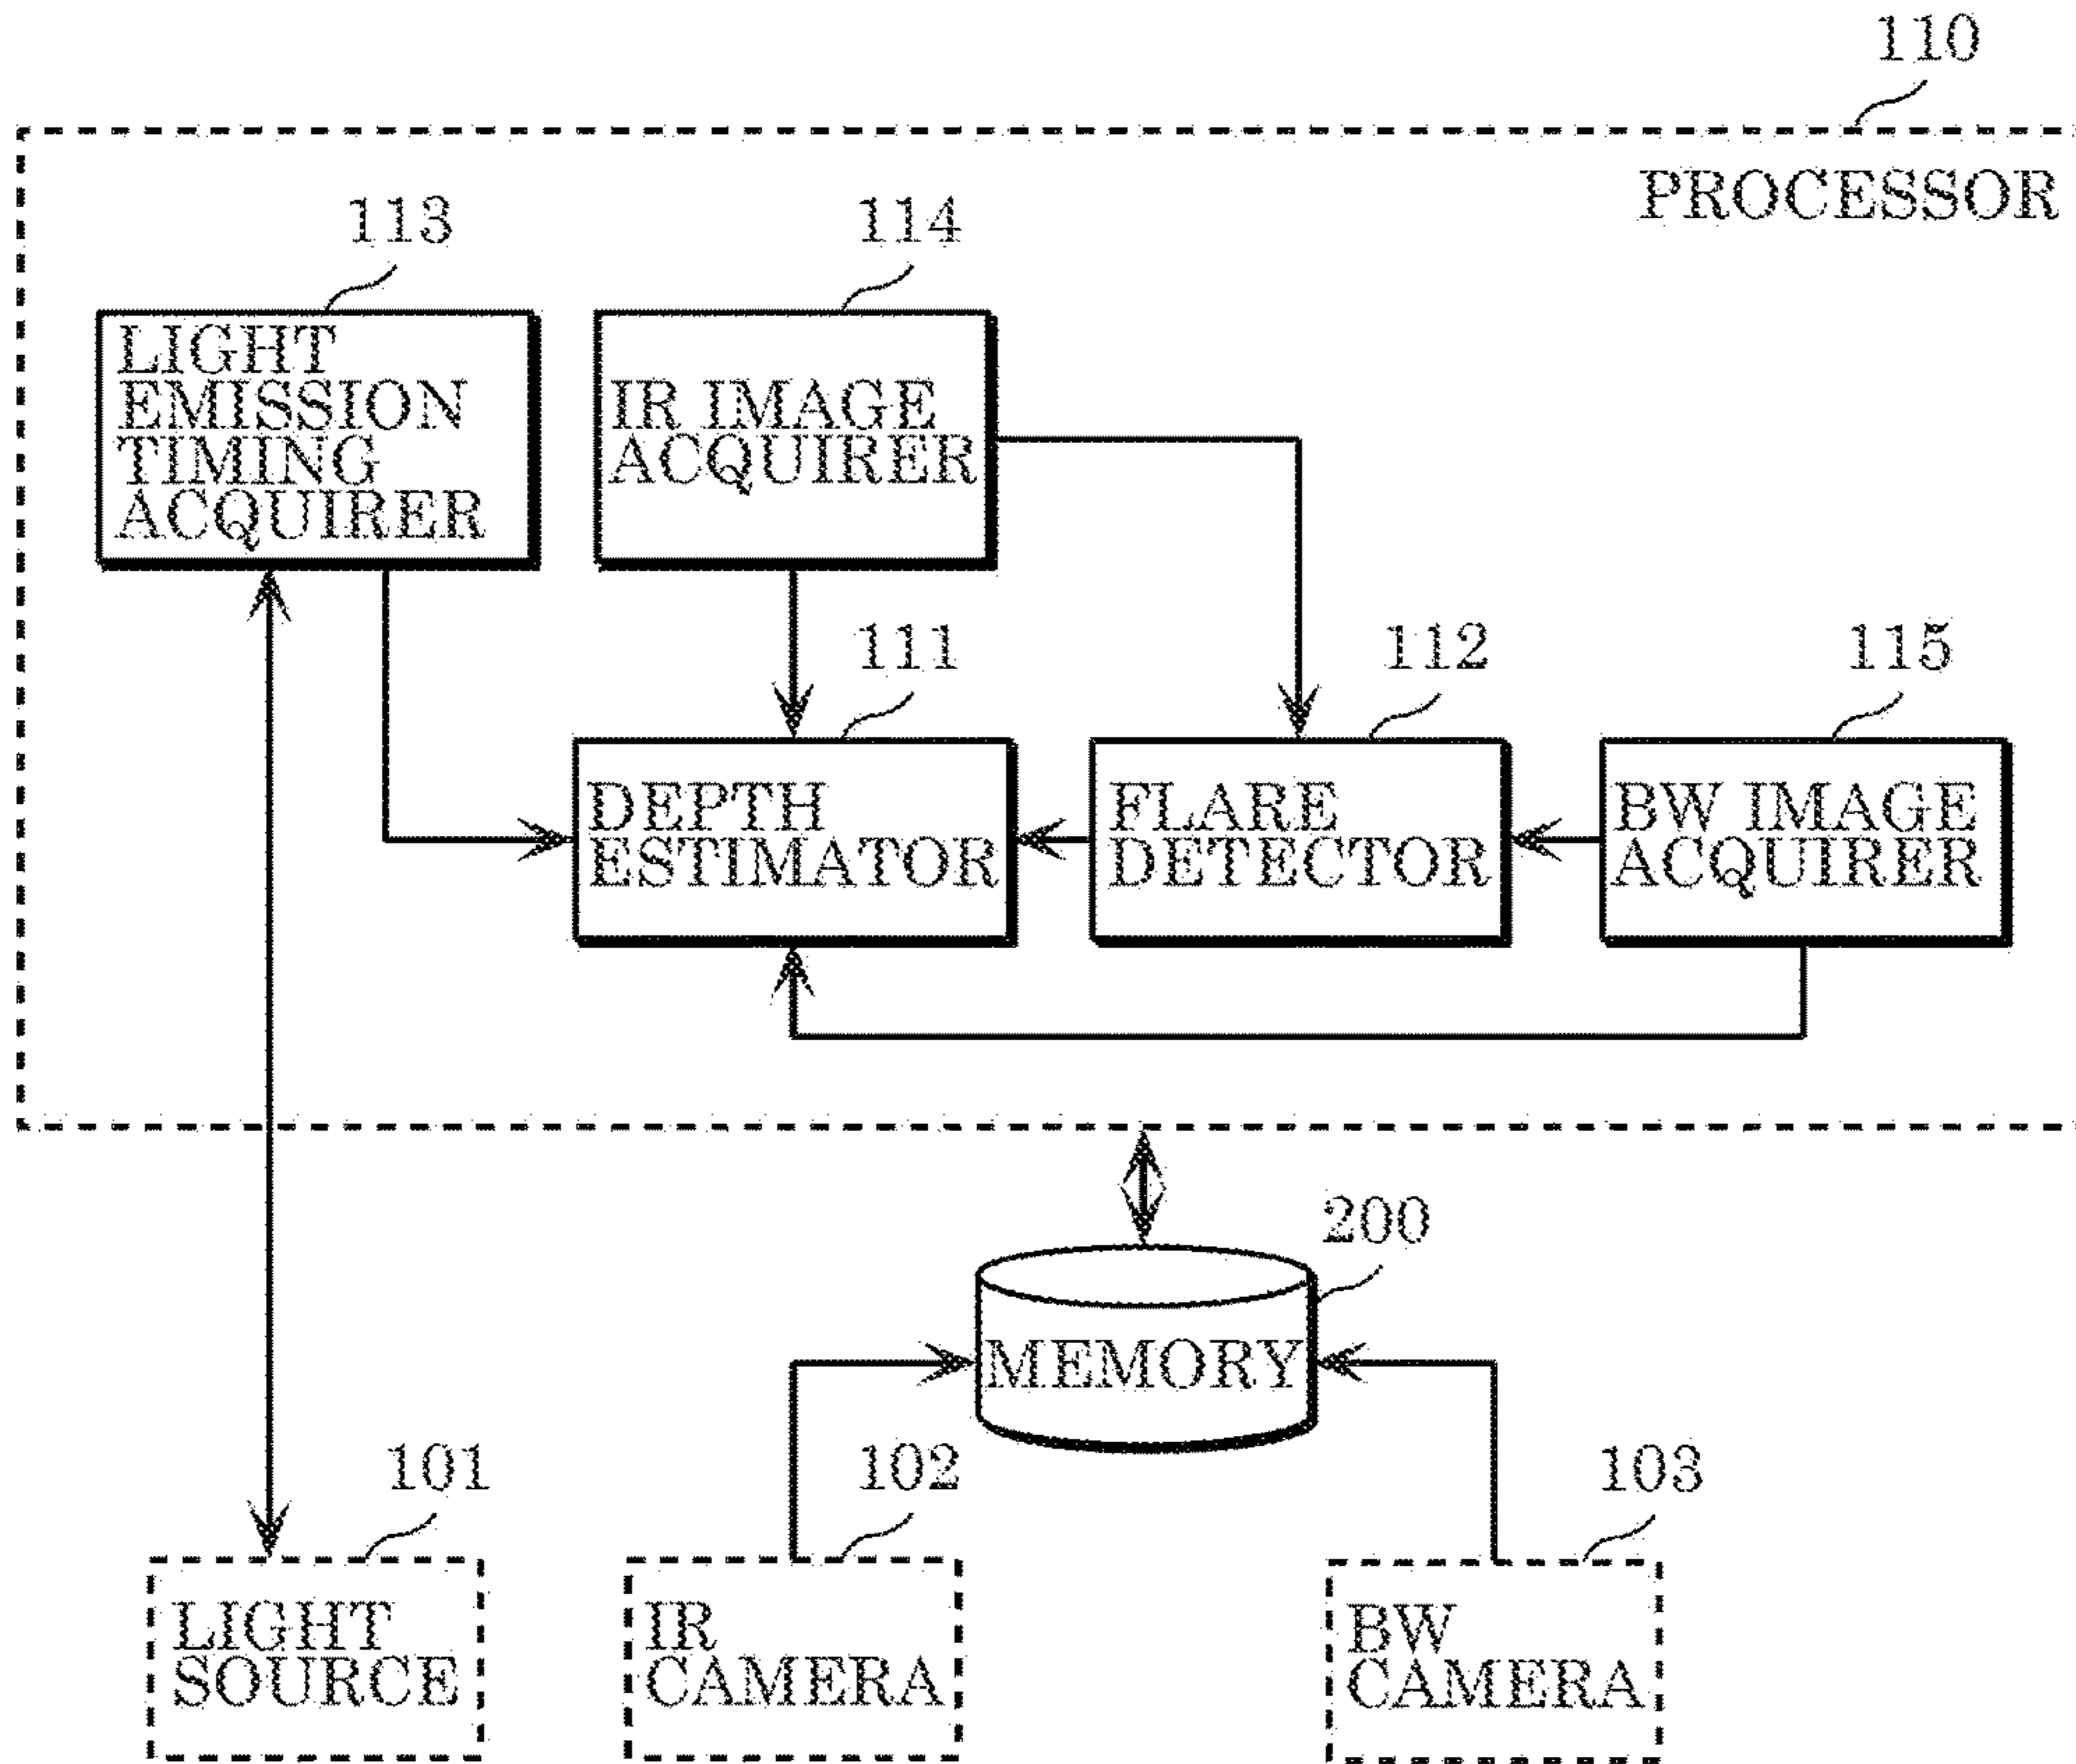 110
PROCESSOR
113
114
LIGHT
EMISSION
TIMING
ACQUIRER
IR IMAGE
ACQUIRER
111
112
115
DEPTH
ESTIMATOR
FLARE
DETECTOR
BW IMAGE
ACQUIRER
200
MEMORY
101
102
103
LIGHT
SOURCE
IR
CAMERA
BW
CAMERA